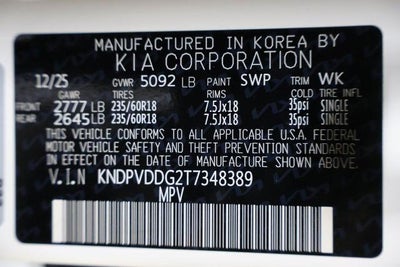 MANUFACTURED IN KOREA BY
KIA CORPORATION
12/25 GVWR 5092 LB PAINT SWP TRIM WK
GAWR TIRES RIMS COLD TIRE INFL
FRONT 2777 LB 235/60R18 7.5Jx18 35psi SINGLE
REAR 2645 LB 235/60R18 7.5Jx18 35psi SINGLE
THIS VEHICLE CONFORMS TO ALL APPLICABLE U.S.A. FEDERAL
MOTOR VEHICLE SAFETY AND THEFT PREVENTION STANDARDS
IN EFFECT ON THE DATE OF MANUFACTURE SHOWN ABOVE.
V.I.N KNDPVDDG2T7348389
MPV